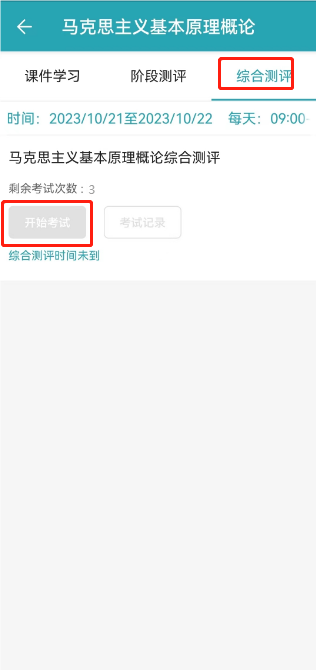 马克思主义基本原理概论
课件学习 阶段测评 综合测评
时间：2023/10/21至2023/10/22 每天：09:00-
马克思主义基本原理概论综合测评
剩余考试次数：3
开始考试 考试记录
综合测评时间未到